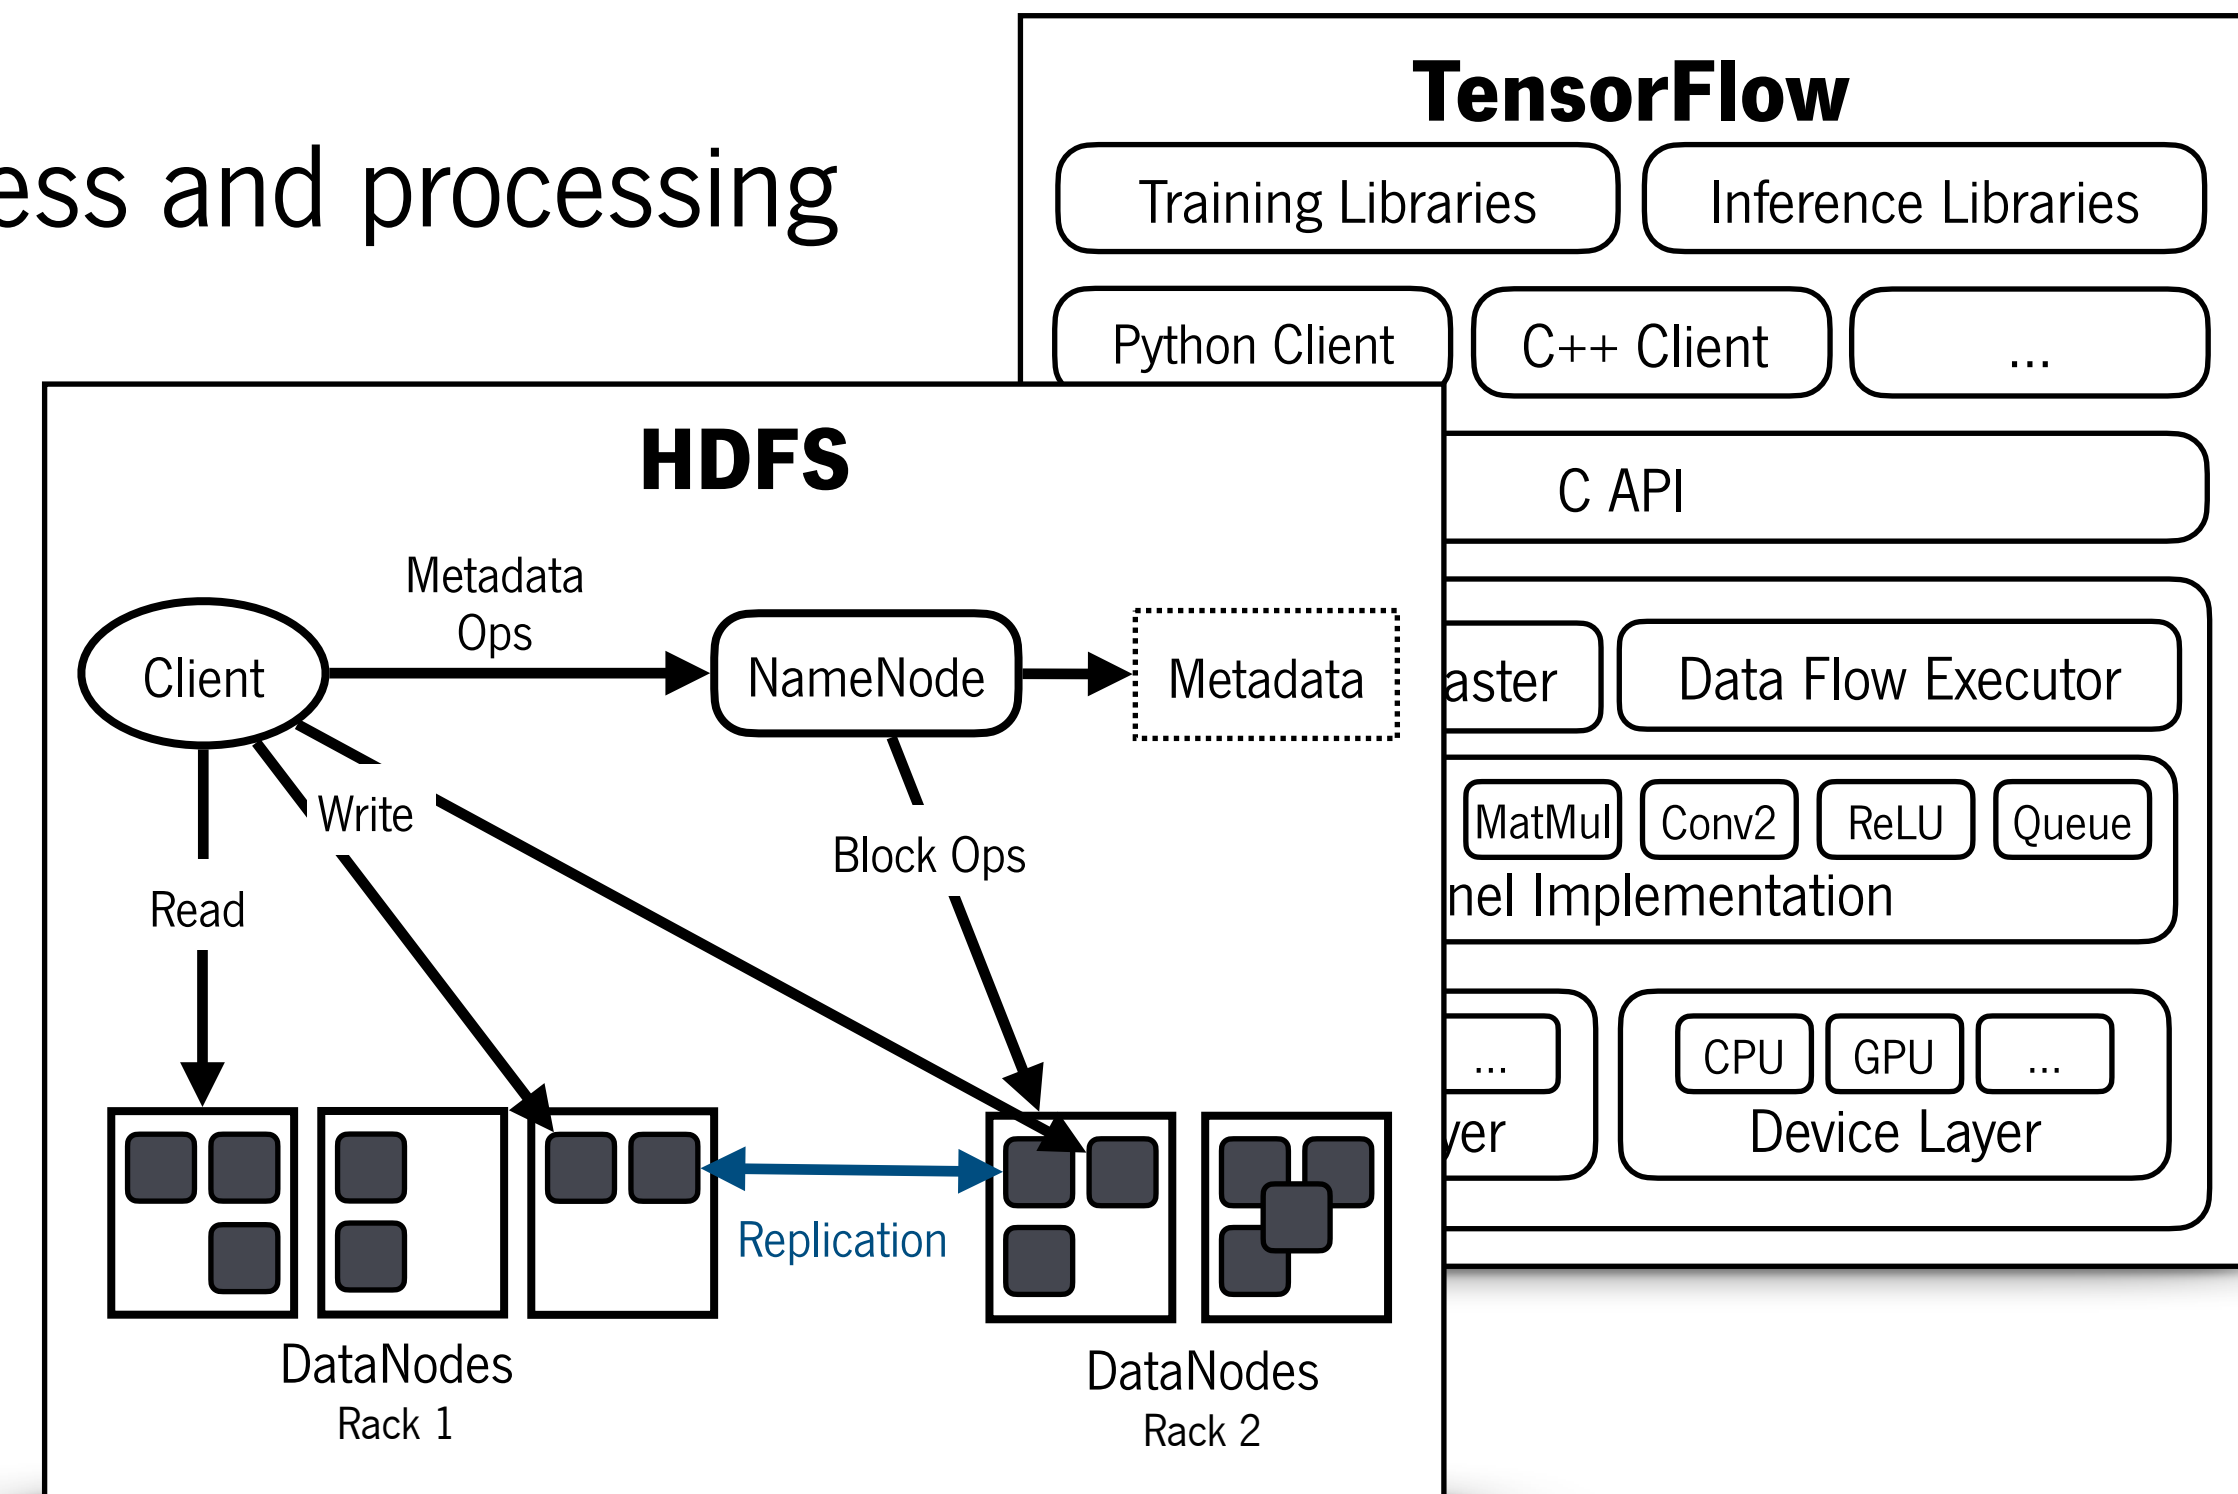 ess and processing
TensorFlow
Training Libraries
Inference Libraries
Python Client
C++ Client
...
C API
aster
Data Flow Executor
MatMul
Conv2
ReLU
Queue
nel Implementation
...
yer
CPU
GPU
...
Device Layer
HDFS
Metadata
Ops
Client
NameNode
Metadata
Write
Block Ops
Read
Replication
DataNodes
Rack 1
DataNodes
Rack 2